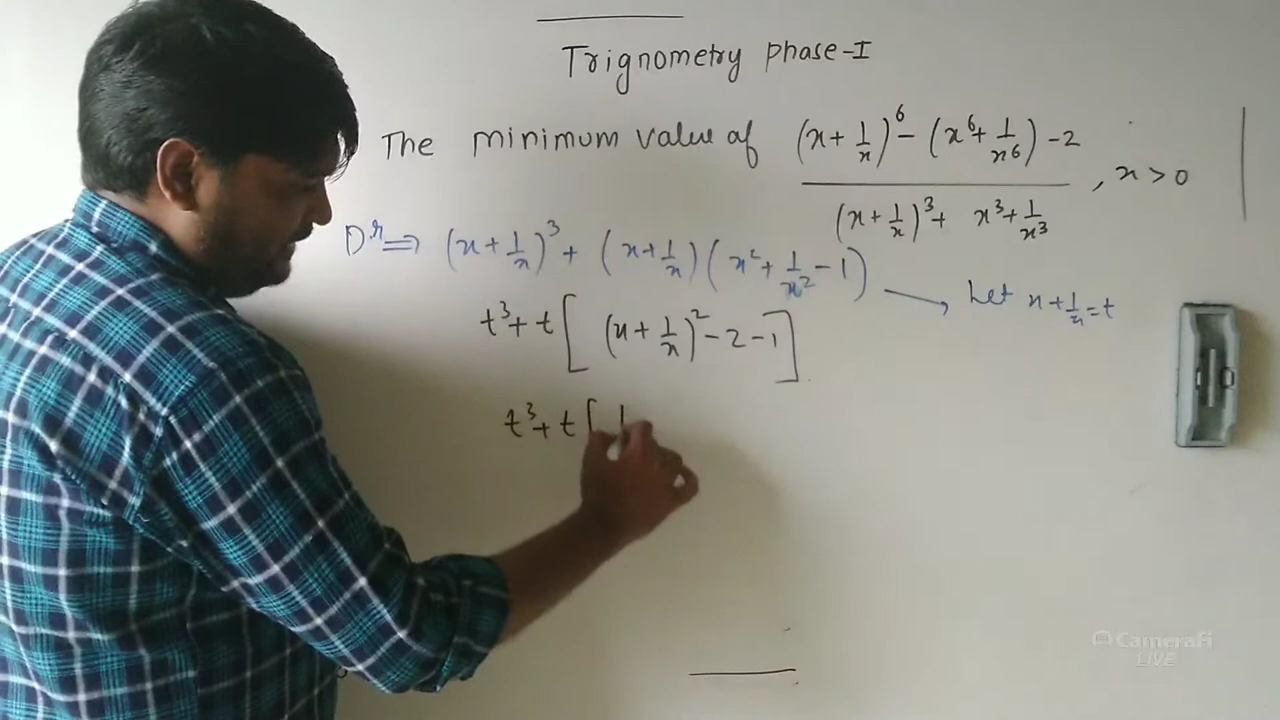 Trignometry phase-I
The minimum value of ((x + 1/x)^6 - (x^6 + 1/x^6) - 2) / ((x + 1/x)^3 + x^3 + 1/x^3), x > 0
D^r ⇒ (x + 1/x)^3 + (x + 1/x)(x^2 + 1/x^2 - 1) → Let x + 1/x = t
t^3 + t[(x + 1/x)^2 - 2 - 1]
t^3 + t[
CameraFi
LIVE